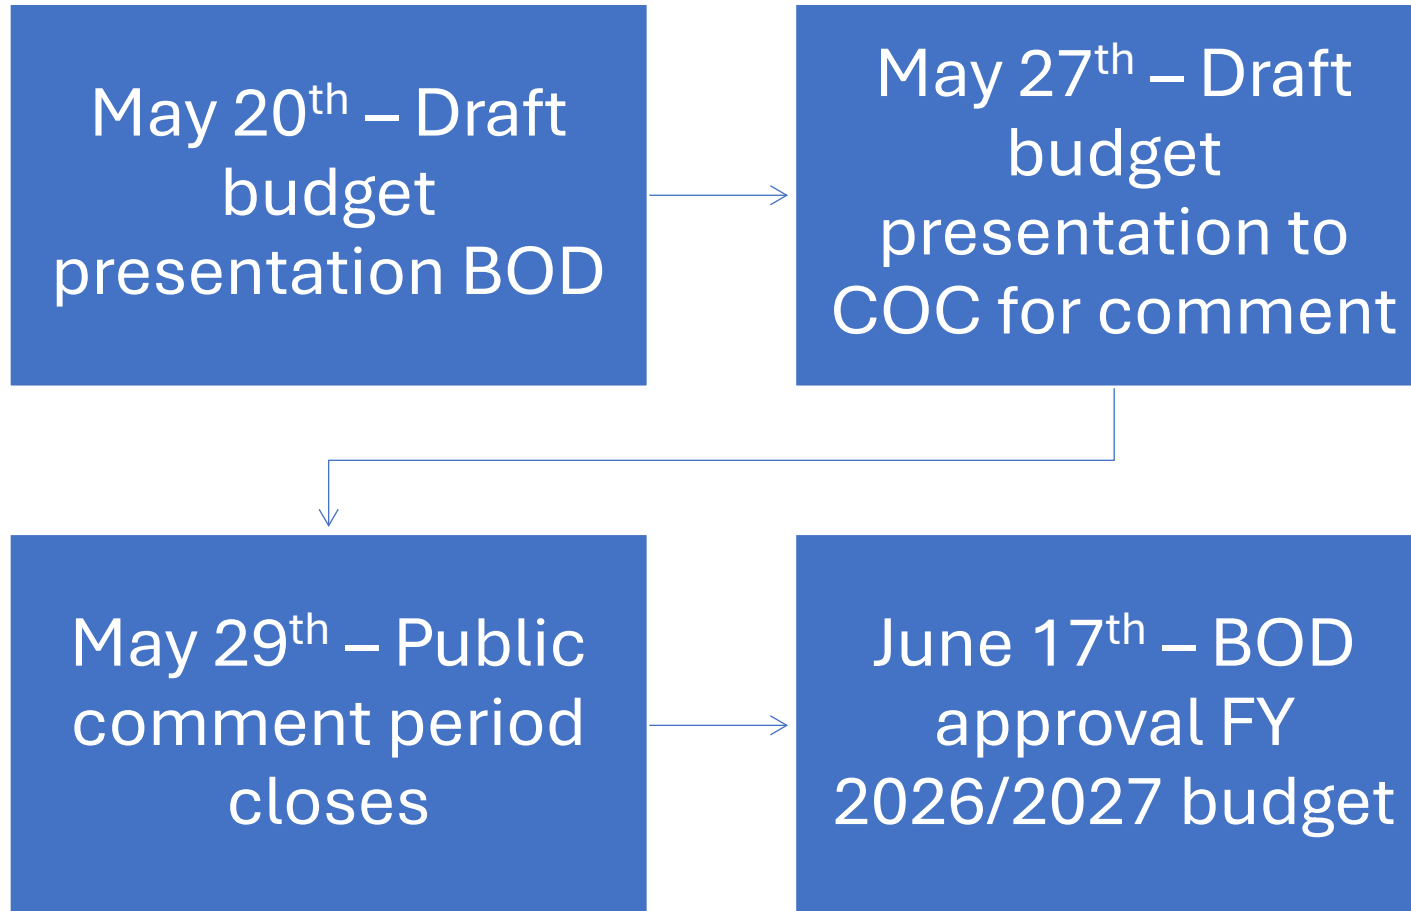 May 20th – Draft
budget
presentation BOD
May 27th – Draft
budget
presentation to
COC for comment
May 29th – Public
comment period
closes
June 17th – BOD
approval FY
2026/2027 budget